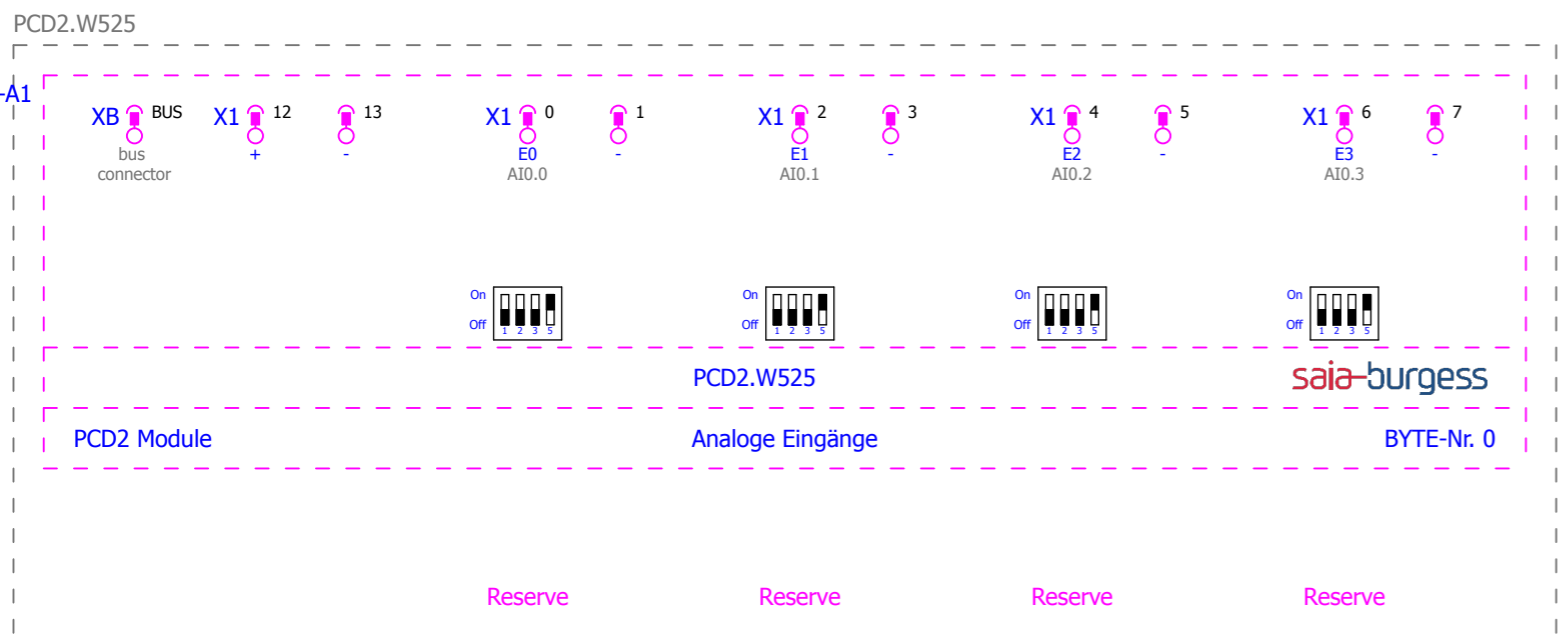 PCD2.W525
-A1
XB BUS X1 12 13 X1 0 1 X1 2 3 X1 4 5 X1 6 7
bus + - E0 - E1 - E2 - E3 -
connector AI0.0 AI0.1 AI0.2 AI0.3
On On On On
Off 1 2 3 5 Off 1 2 3 5 Off 1 2 3 5 Off 1 2 3 5
PCD2.W525 saia-burgess
PCD2 Module Analoge Eingänge BYTE-Nr. 0
Reserve Reserve Reserve Reserve